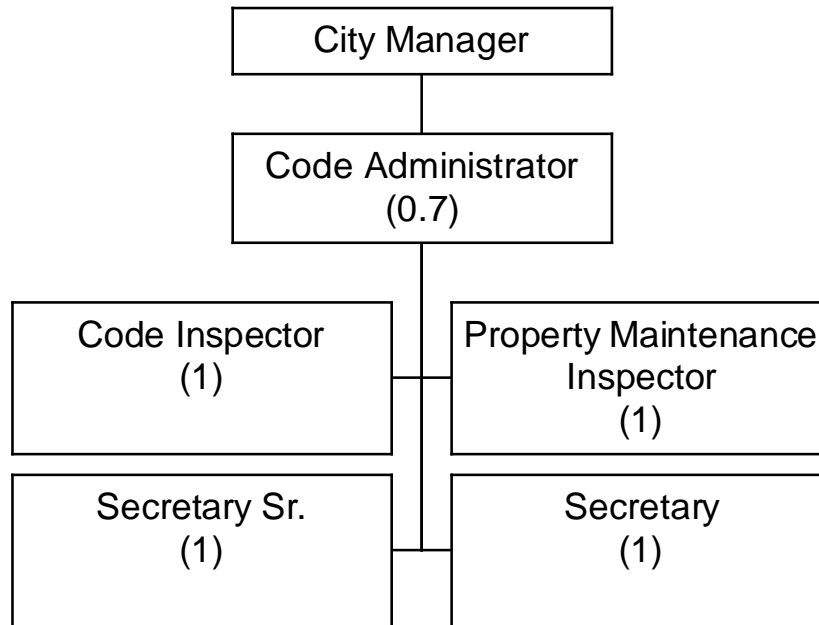 City Manager
Code Administrator
(0.7)
Code Inspector
(1)
Property Maintenance
Inspector
(1)
Secretary Sr.
(1)
Secretary
(1)